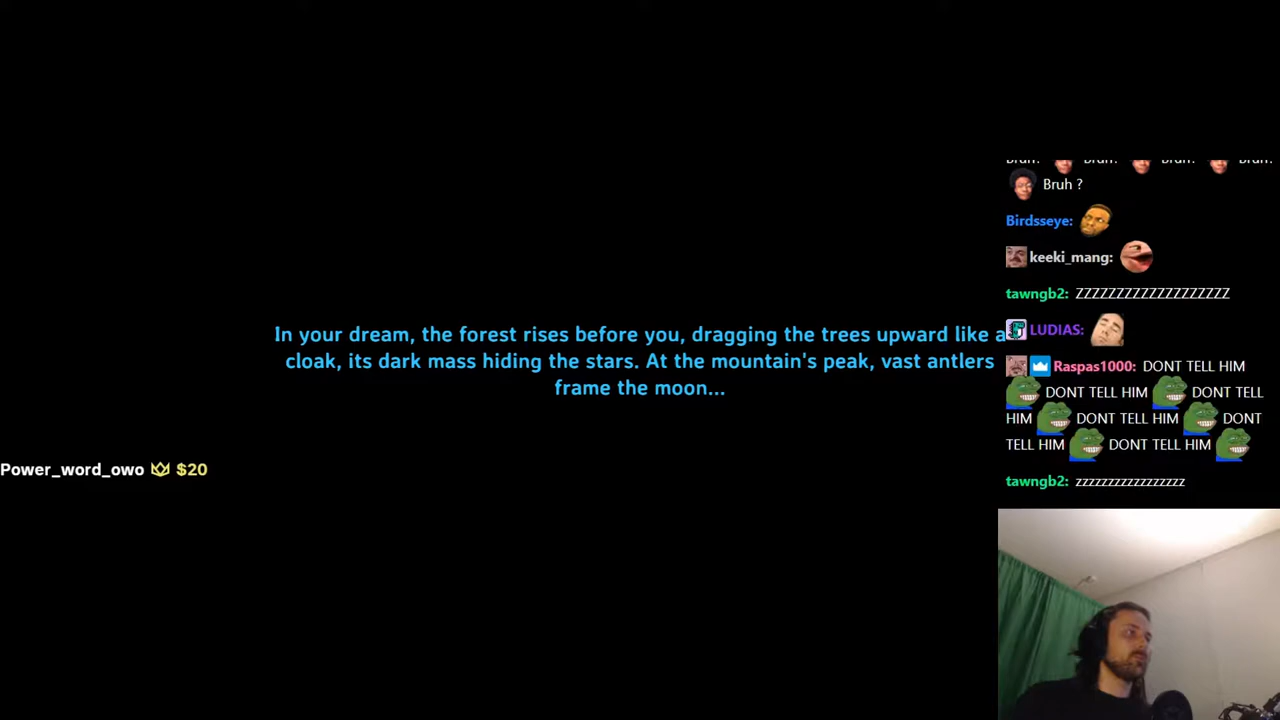 In your dream, the forest rises before you, dragging the trees upward like a
cloak, its dark mass hiding the stars. At the mountain's peak, vast antlers
frame the moon...
Power_word_owo $20
Bruh ?
Birdsseye:
keeki_mang:
tawngb2: ZZZZZZZZZZZZZZZZZZZ
LUDIAS:
Raspas1000: DONT TELL HIM
DONT TELL HIM DONT TELL
HIM DONT TELL HIM DONT
TELL HIM DONT TELL HIM
tawngb2: zzzzzzzzzzzzzzzzz